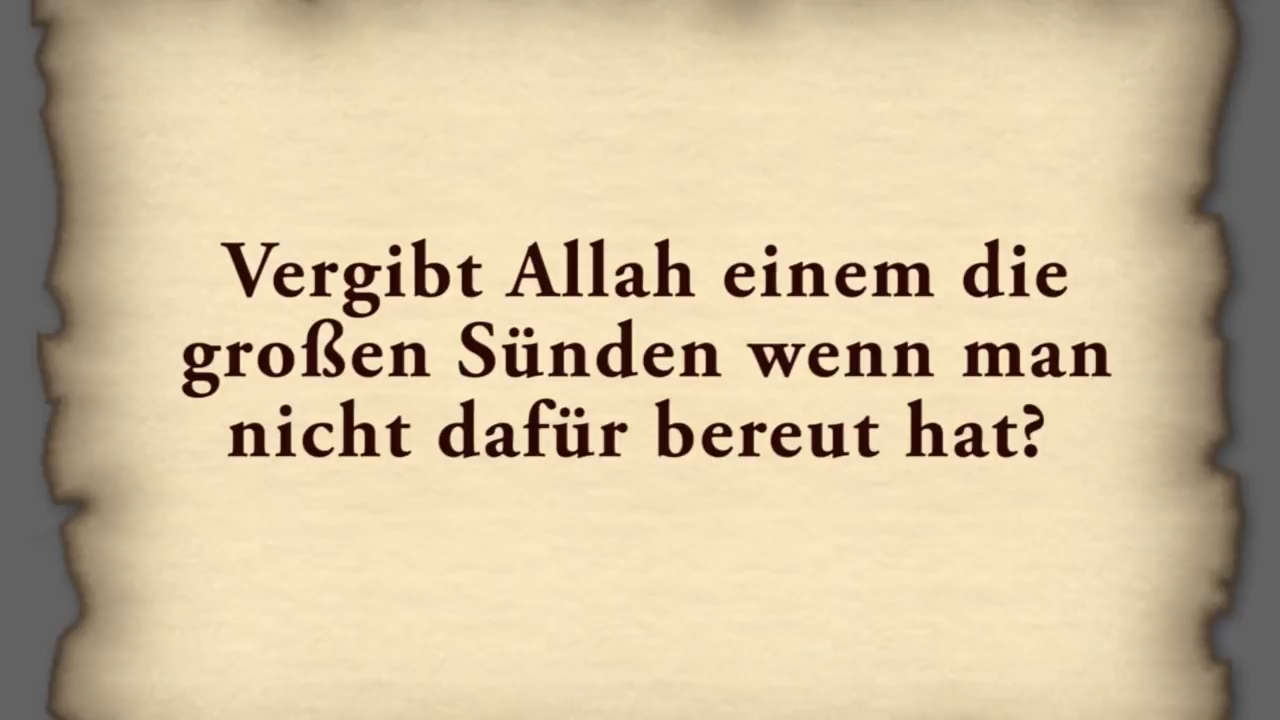 Vergibt Allah einem die
großen Sünden wenn man
nicht dafür bereut hat?